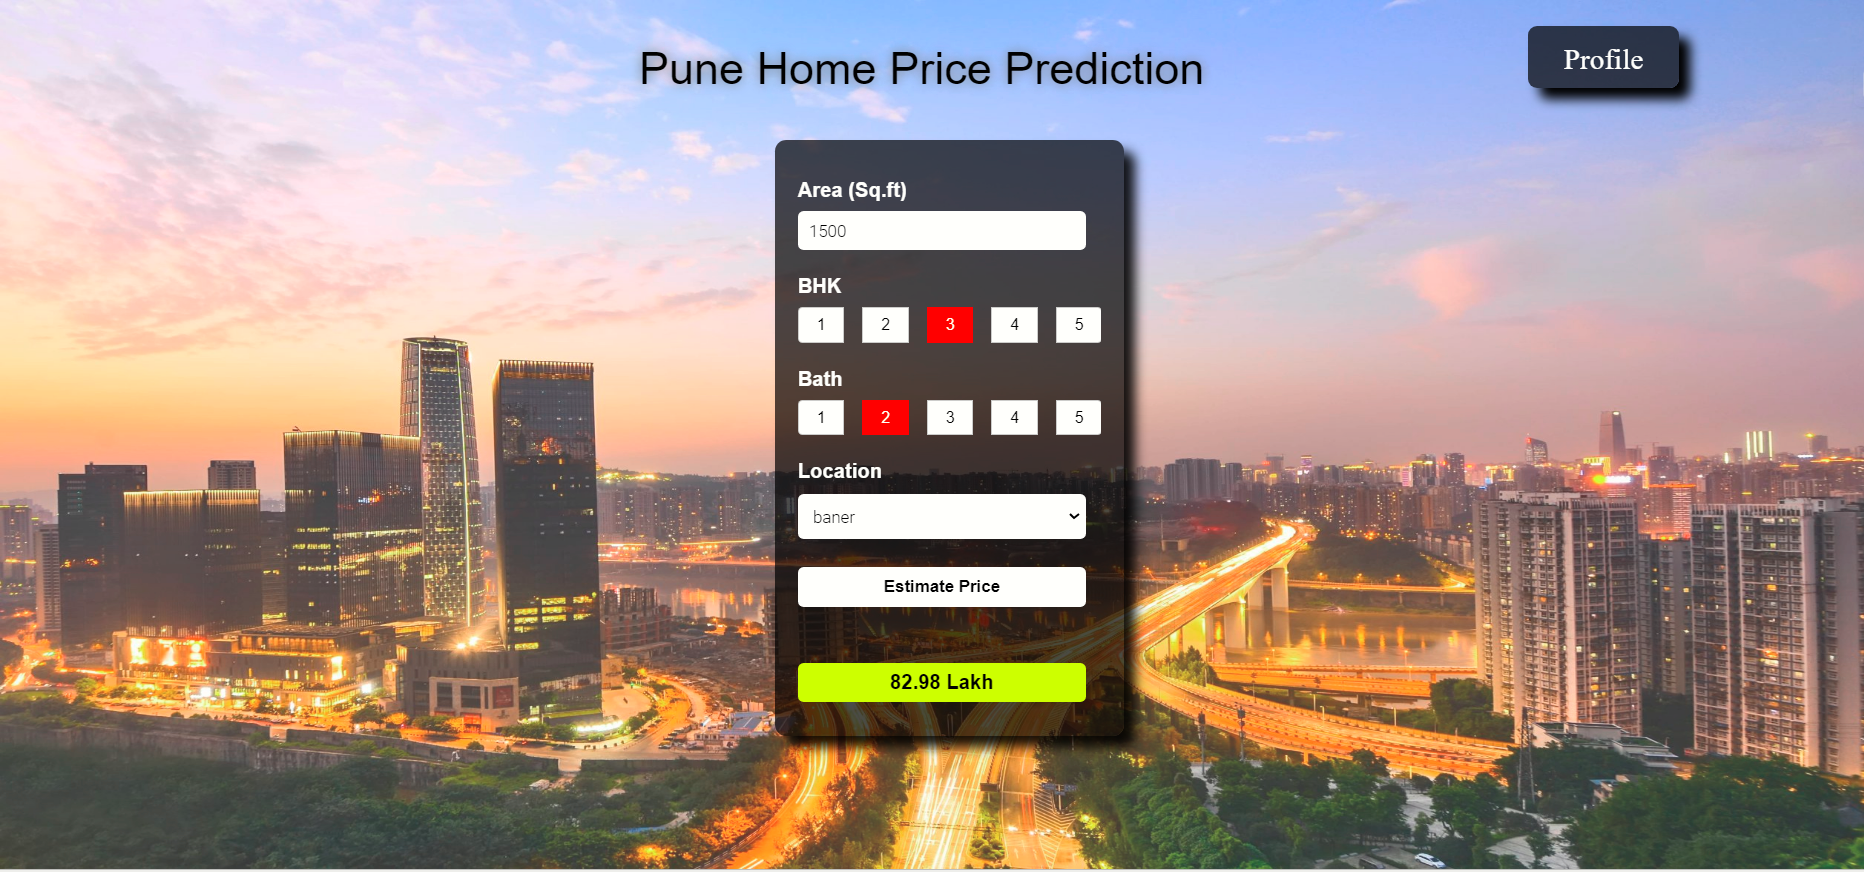 Pune Home Price Prediction
Profile
Area (Sq.ft)
1500
BHK
1 2 3 4 5
Bath
1 2 3 4 5
Location
baner
Estimate Price
82.98 Lakh